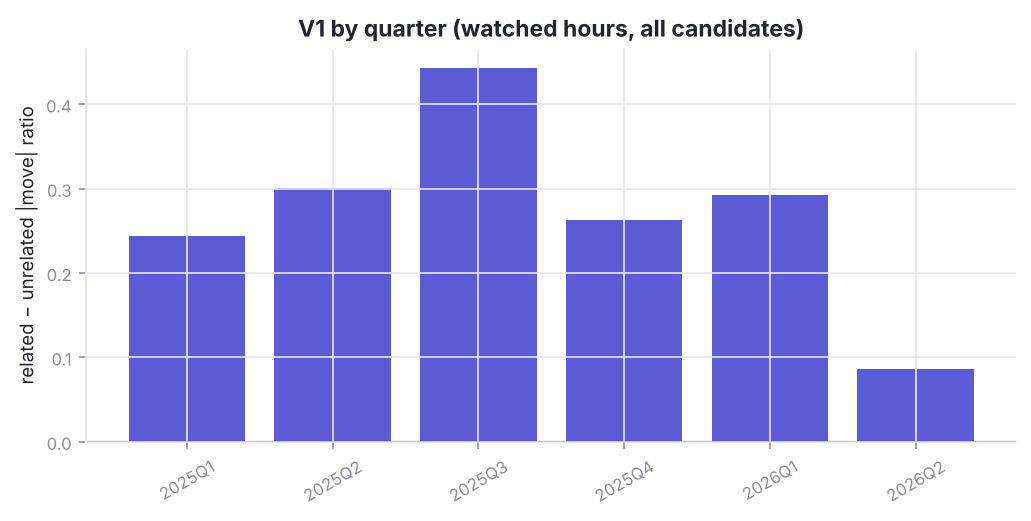 V1 by quarter (watched hours, all candidates)
related − unrelated |move| ratio
0.4
0.3
0.2
0.1
0.0
2025Q1
2025Q2
2025Q3
2025Q4
2026Q1
2026Q2